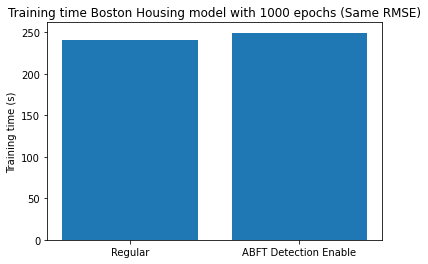 Training time Boston Housing model with 1000 epochs (Same RMSE)
Training time (s)
250
200
150
100
50
0
Regular
ABFT Detection Enable